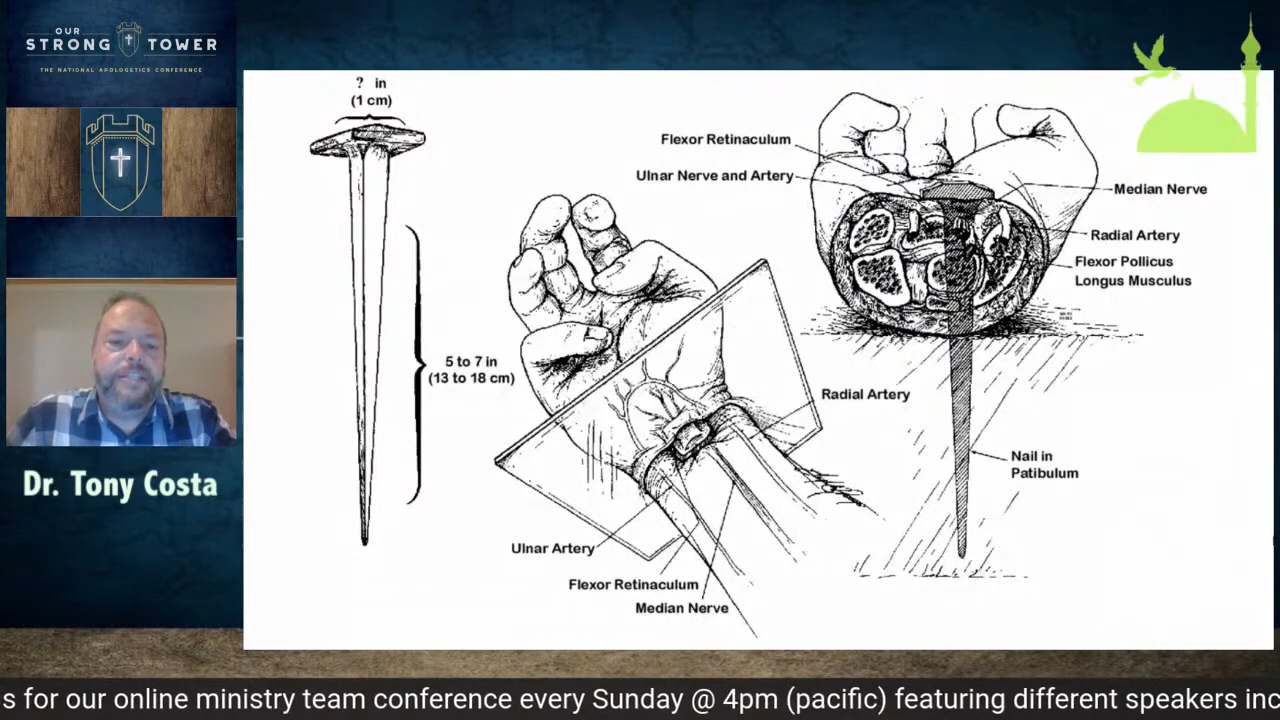 OUR
STRONG TOWER
THE NATIONAL APOLOGETICS CONFERENCE
Dr. Tony Costa
? in
(1 cm)
5 to 7 in
(13 to 18 cm)
Flexor Retinaculum
Ulnar Nerve and Artery
Median Nerve
Radial Artery
Flexor Pollicus
Longus Musculus
Radial Artery
Nail in
Patibulum
Ulnar Artery
Flexor Retinaculum
Median Nerve
s for our online ministry team conference every Sunday @ 4pm (pacific) featuring different speakers inc